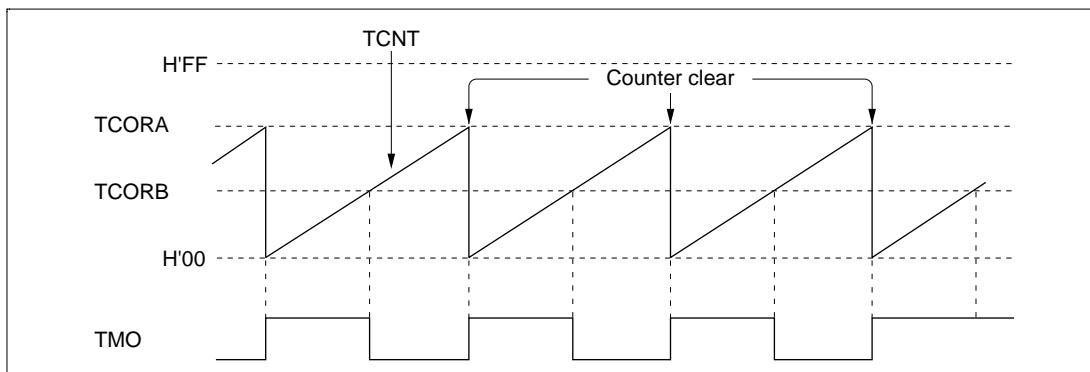 TCNT
H'FF
Counter clear
TCORA
TCORB
H'00
TMO